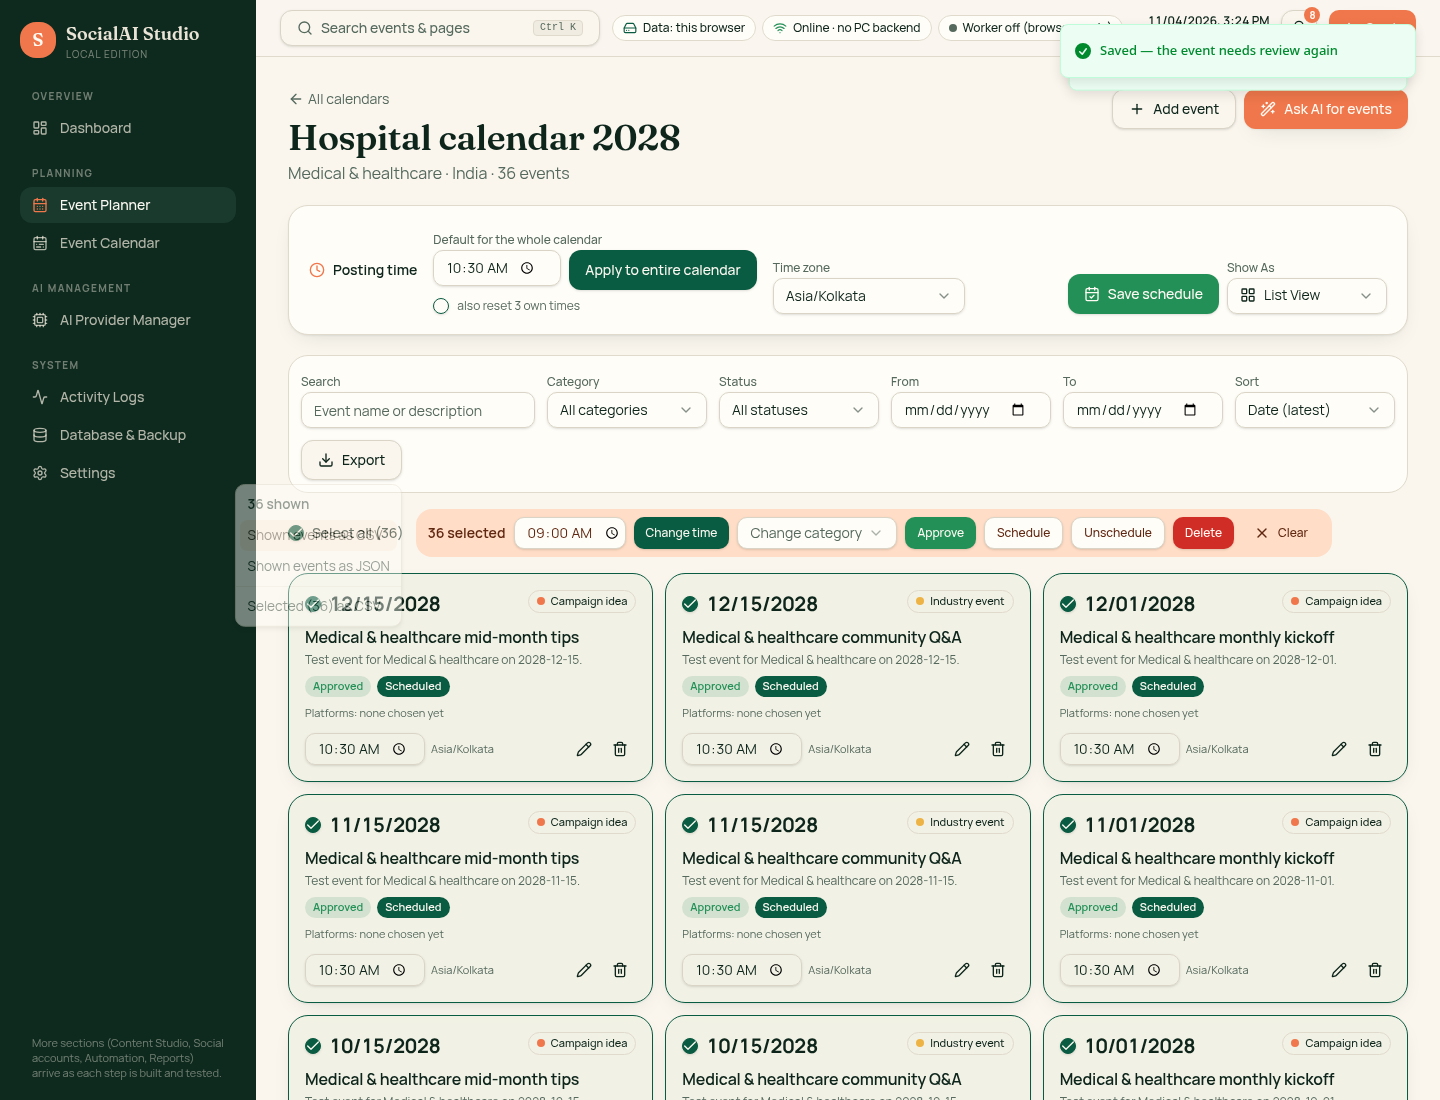 S
SocialAI Studio
LOCAL EDITION
OVERVIEW
Dashboard
PLANNING
Event Planner
Event Calendar
AI MANAGEMENT
AI Provider Manager
SYSTEM
Activity Logs
Database & Backup
Settings
More sections (Content Studio, Social
accounts, Automation, Reports)
arrive as each step is built and tested.
Search events & pages
Ctrl K
Data: this browser
Online · no PC backend
Worker off
11/04/2026, 3:24 PM
8
Saved — the event needs review again
All calendars
Hospital calendar 2028
Medical & healthcare · India · 36 events
Add event
Ask AI for events
Posting time
Default for the whole calendar
10:30 AM
Apply to entire calendar
also reset 3 own times
Time zone
Asia/Kolkata
Save schedule
Show As
List View
Search
Event name or description
Category
All categories
Status
All statuses
From
mm/dd/yyyy
To
mm/dd/yyyy
Sort
Date (latest)
Export
36 shown
Shown events as CSV
Shown events as JSON
Selected (36) as CSV
Select all (36)
36 selected
09:00 AM
Change time
Change category
Approve
Schedule
Unschedule
Delete
Clear
12/15/2028
Campaign idea
Medical & healthcare mid-month tips
Test event for Medical & healthcare on 2028-12-15.
Approved
Scheduled
Platforms: none chosen yet
10:30 AM
Asia/Kolkata
12/15/2028
Industry event
Medical & healthcare community Q&A
Test event for Medical & healthcare on 2028-12-15.
Approved
Scheduled
Platforms: none chosen yet
10:30 AM
Asia/Kolkata
12/01/2028
Campaign idea
Medical & healthcare monthly kickoff
Test event for Medical & healthcare on 2028-12-01.
Approved
Scheduled
Platforms: none chosen yet
10:30 AM
Asia/Kolkata
11/15/2028
Campaign idea
Medical & healthcare mid-month tips
Test event for Medical & healthcare on 2028-11-15.
Approved
Scheduled
Platforms: none chosen yet
10:30 AM
Asia/Kolkata
11/15/2028
Industry event
Medical & healthcare community Q&A
Test event for Medical & healthcare on 2028-11-15.
Approved
Scheduled
Platforms: none chosen yet
10:30 AM
Asia/Kolkata
11/01/2028
Campaign idea
Medical & healthcare monthly kickoff
Test event for Medical & healthcare on 2028-11-01.
Approved
Scheduled
Platforms: none chosen yet
10:30 AM
Asia/Kolkata
10/15/2028
Campaign idea
Medical & healthcare mid-month tips
10/15/2028
Industry event
Medical & healthcare community Q&A
10/01/2028
Campaign idea
Medical & healthcare monthly kickoff